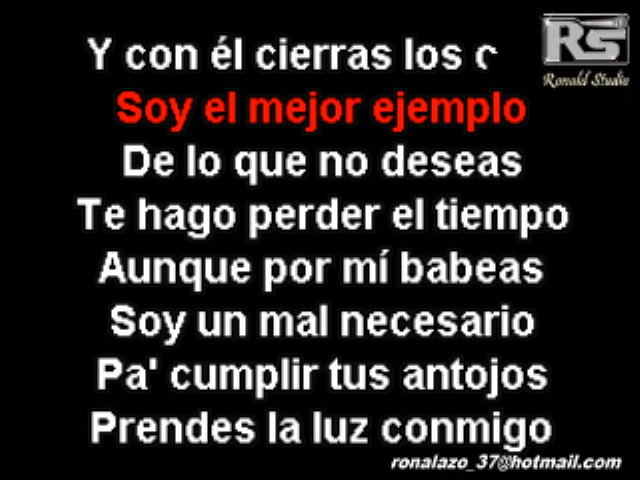 Y con él cierras los
RS
Ronald Studio
Soy el mejor ejemplo
De lo que no deseas
Te hago perder el tiempo
Aunque por mí babeas
Soy un mal necesario
Pa' cumplir tus antojos
Prendes la luz conmigo
ronalazo_37@hotmail.com